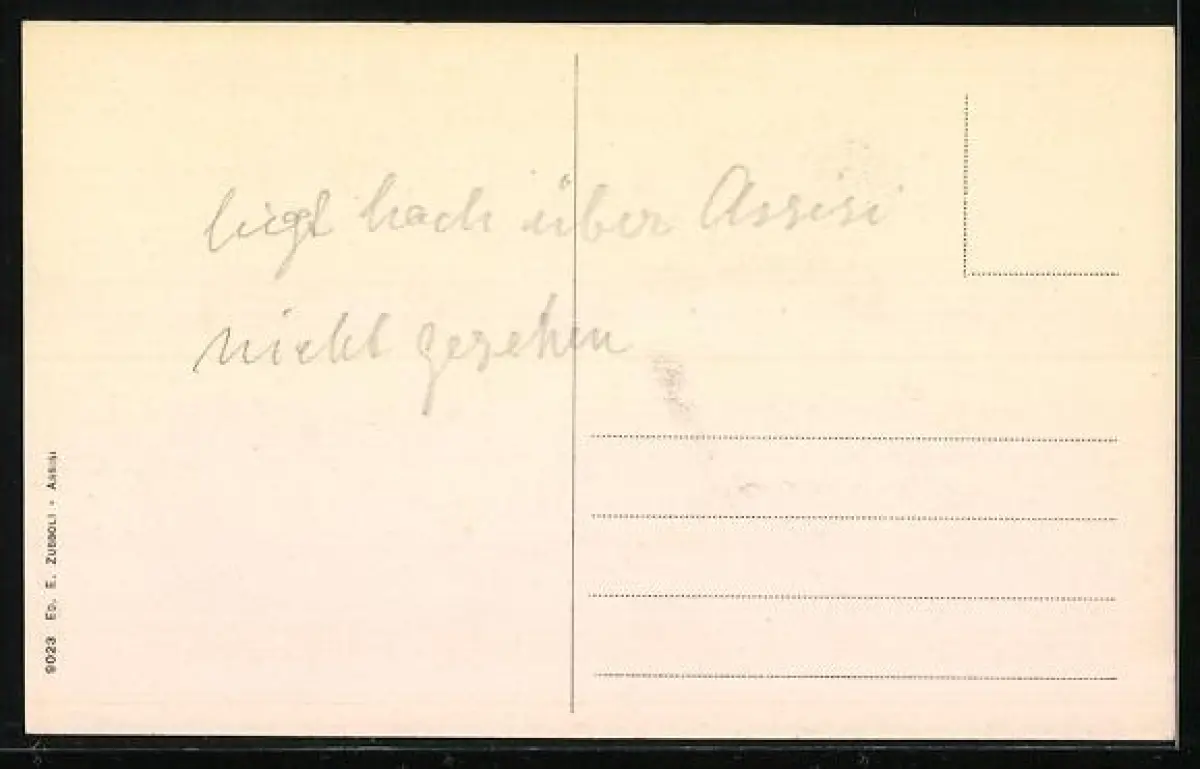 liegt hoch über Assisi
nicht gesehen
9023 Ed. E. Zubboli - Assisi